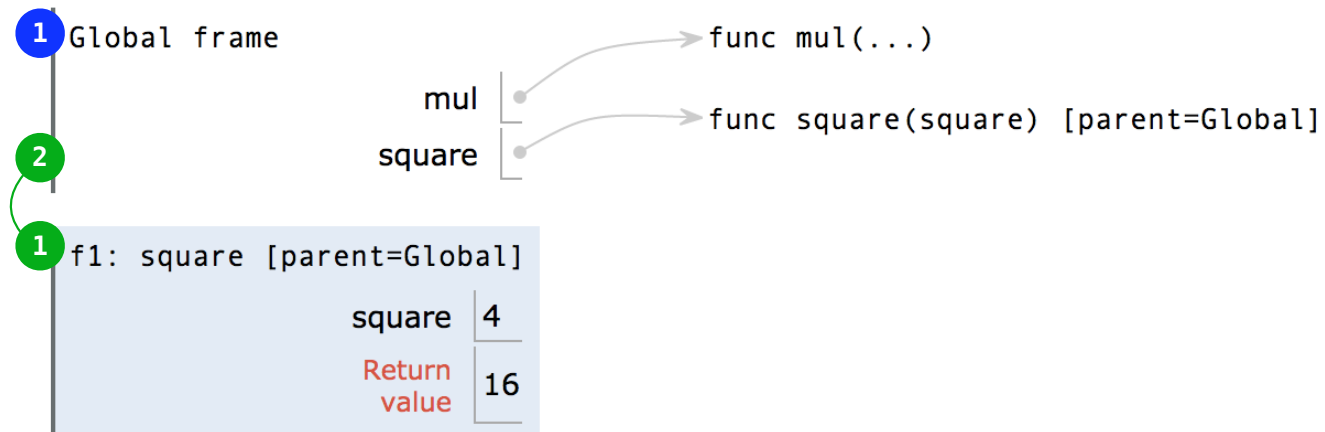 1 Global frame
func mul(...)
mul
func square(square) [parent=Global]
square
2
1 f1: square [parent=Global]
square 4
Return
value 16